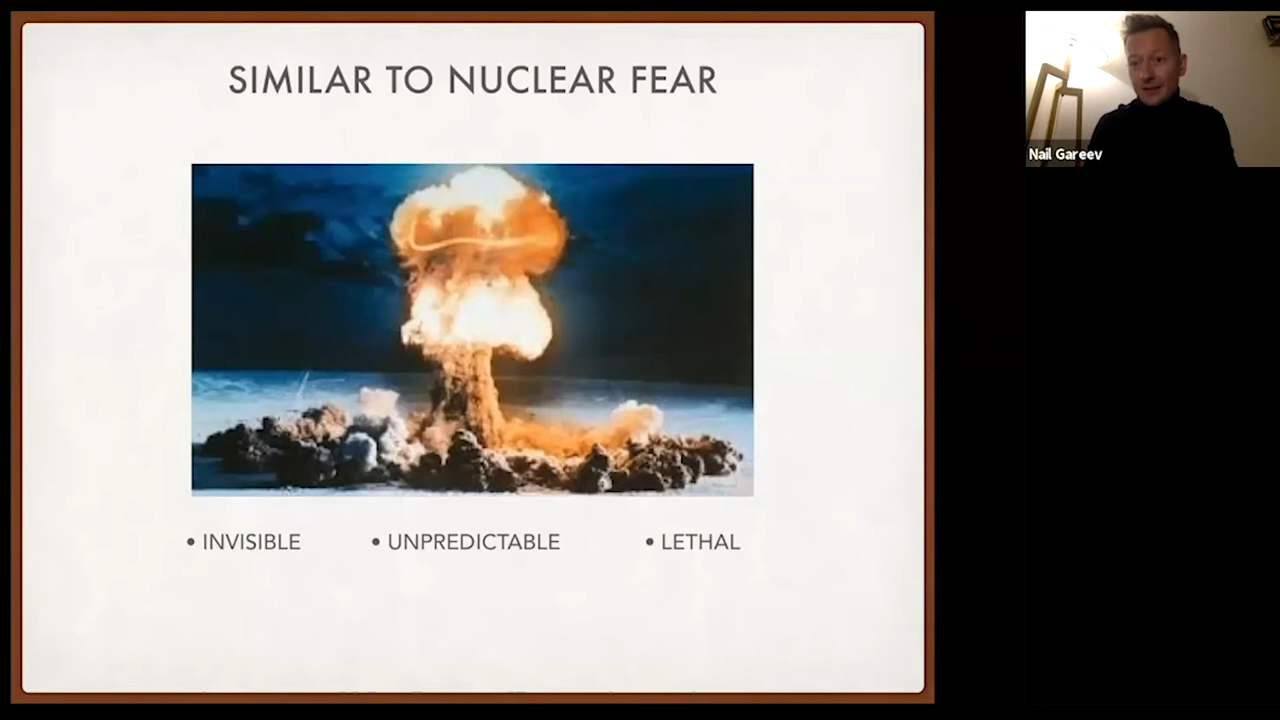 SIMILAR TO NUCLEAR FEAR
• INVISIBLE • UNPREDICTABLE • LETHAL
Nail Gareev